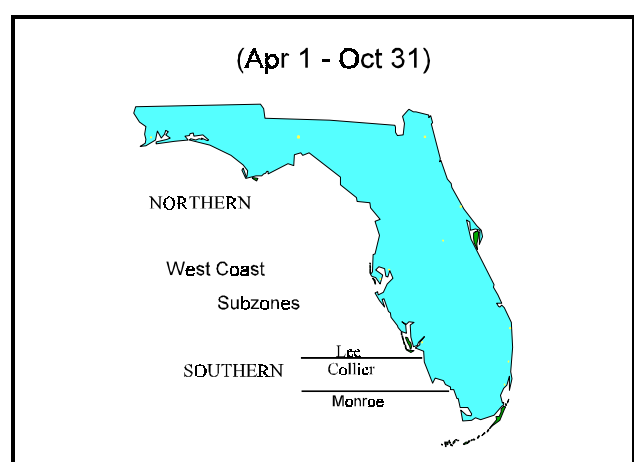 (Apr 1 - Oct 31)
NORTHERN
West Coast
Subzones
Lee
SOUTHERN
Collier
Monroe